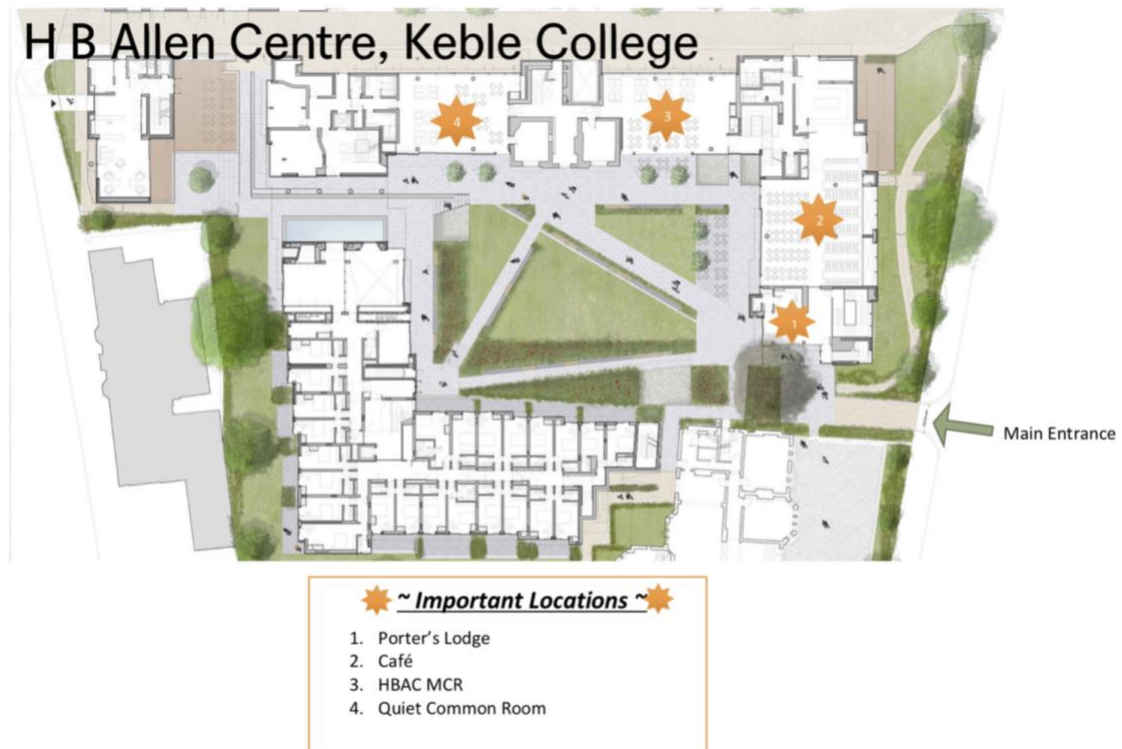 H B Allen Centre, Keble College
4
3
2
1
Main Entrance
~ Important Locations ~
1. Porter's Lodge
2. Café
3. HBAC MCR
4. Quiet Common Room